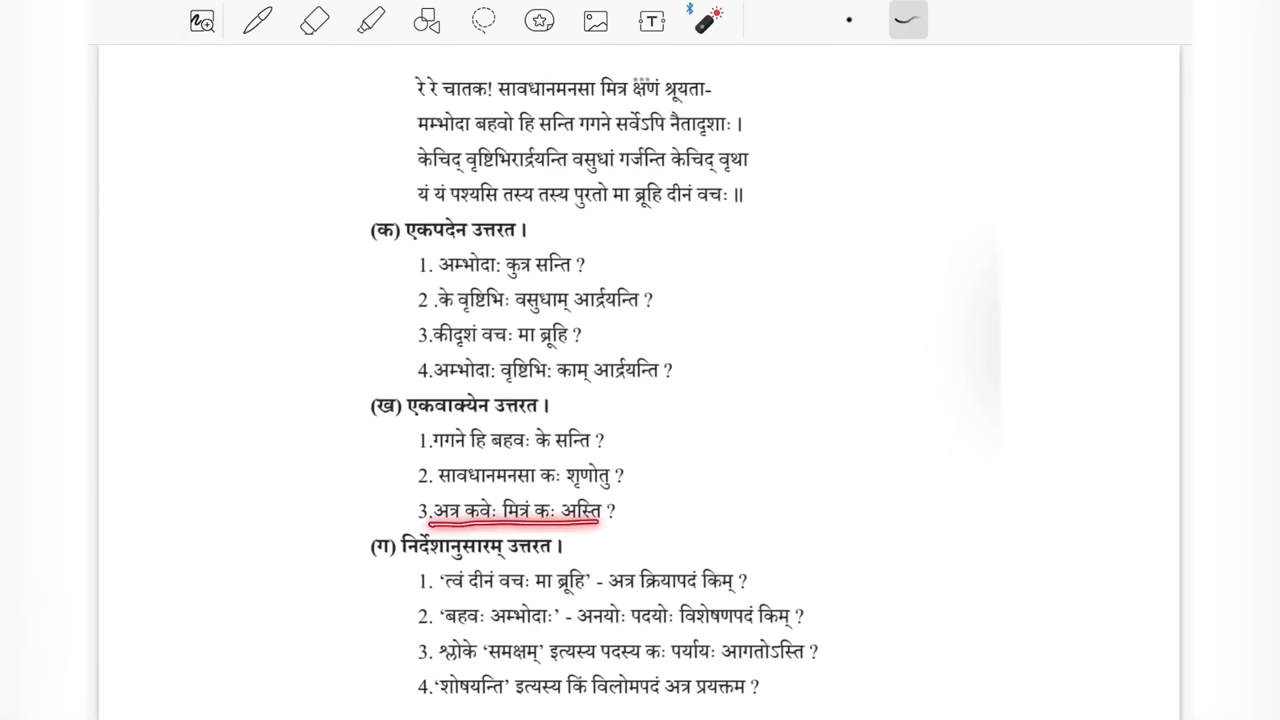 रे रे चातक! सावधानमनसा मित्र क्षणं श्रूयता-
मम्भोदा बहवो हि सन्ति गगने सर्वेऽपि नैतादृशाः ।
केचिद् वृष्टिभिरार्द्रयन्ति वसुधां गर्जन्ति केचिद् वृथा
यं यं पश्यसि तस्य तस्य पुरतो मा ब्रूहि दीनं वचः ॥
(क) एकपदेन उत्तरत ।
1. अम्भोदा: कुत्र सन्ति ?
2 .के वृष्टिभिः वसुधाम् आर्द्रयन्ति ?
3.कीदृशं वचः मा ब्रूहि ?
4.अम्भोदा: वृष्टिभि: काम् आर्द्रयन्ति ?
(ख) एकवाक्येन उत्तरत ।
1.गगने हि बहवः के सन्ति ?
2. सावधानमनसा कः शृणोतु ?
3.अत्र कवेः मित्रं कः अस्ति ?
(ग) निर्देशानुसारम् उत्तरत ।
1. ‘त्वं दीनं वचः मा ब्रूहि’ - अत्र क्रियापदं किम् ?
2. ‘बहवः अम्भोदाः’ - अनयोः पदयोः विशेषणपदं किम् ?
3. श्लोके ‘समक्षम्’ इत्यस्य पदस्य कः पर्यायः आगतोऽस्ति ?
4.‘शोषयन्ति’ इत्यस्य किं विलोमपदं अत्र प्रयक्तम ?